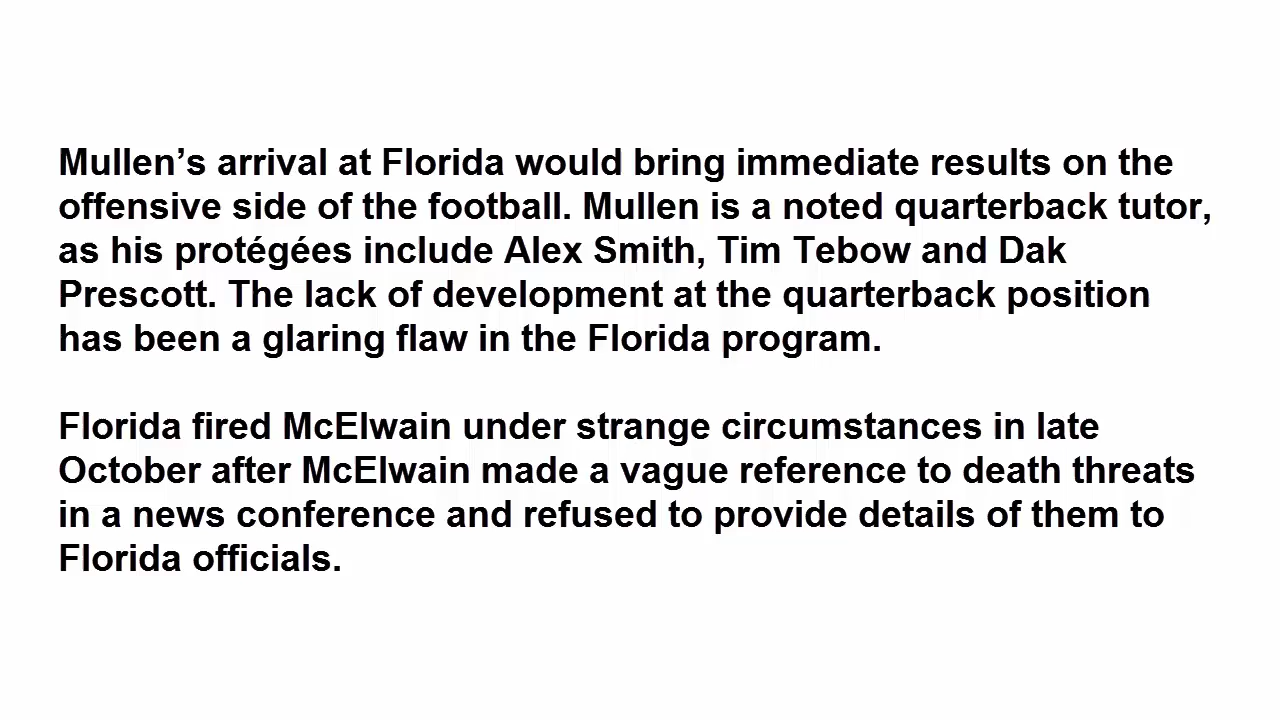 Mullen’s arrival at Florida would bring immediate results on the
offensive side of the football. Mullen is a noted quarterback tutor,
as his protégées include Alex Smith, Tim Tebow and Dak
Prescott. The lack of development at the quarterback position
has been a glaring flaw in the Florida program.
Florida fired McElwain under strange circumstances in late
October after McElwain made a vague reference to death threats
in a news conference and refused to provide details of them to
Florida officials.